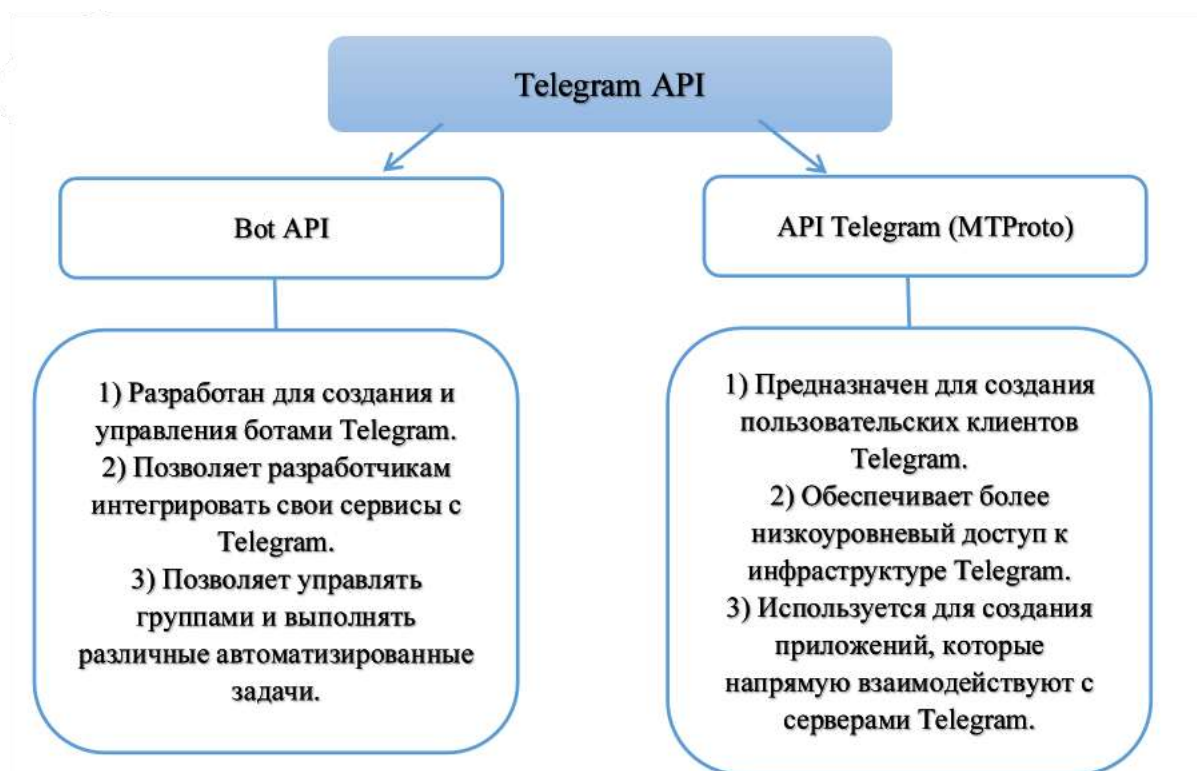 Telegram API
Bot API
API Telegram (MTProto)
1) Разработан для создания и
управления ботами Telegram.
2) Позволяет разработчикам
интегрировать свои сервисы с
Telegram.
3) Позволяет управлять
группами и выполнять
различные автоматизированные
задачи.
1) Предназначен для создания
пользовательских клиентов
Telegram.
2) Обеспечивает более
низкоуровневый доступ к
инфраструктуре Telegram.
3) Используется для создания
приложений, которые
напрямую взаимодействуют с
серверами Telegram.